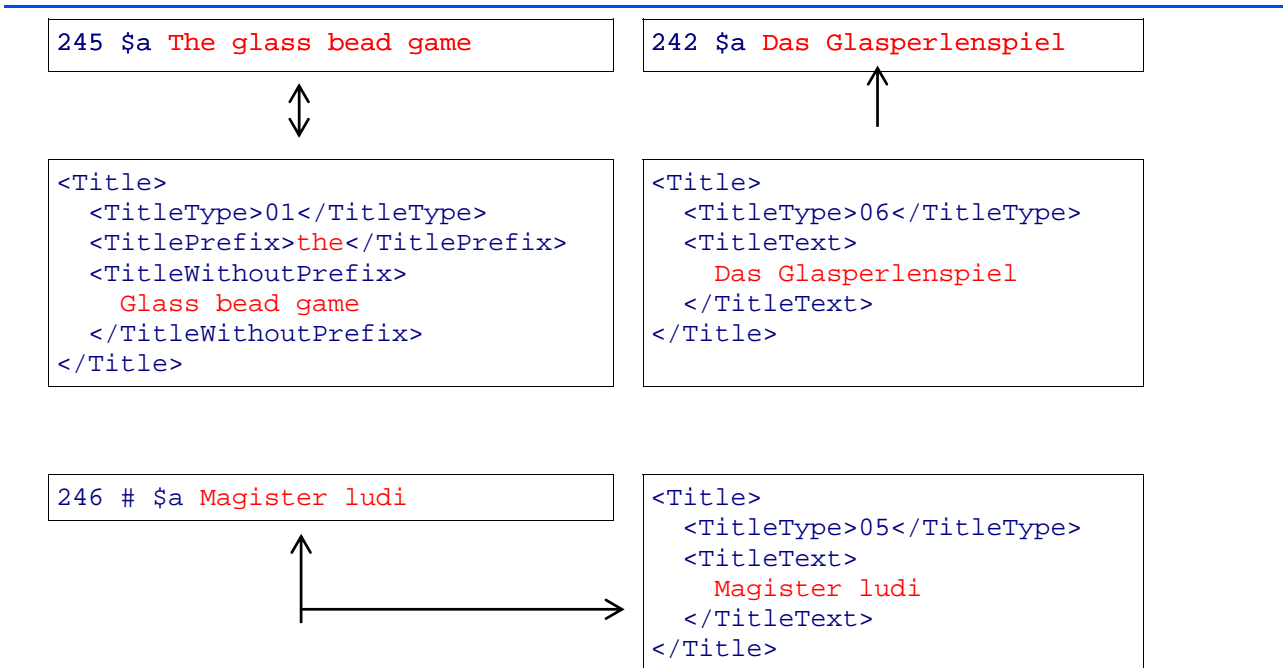 245 $a The glass bead game
242 $a Das Glasperlenspiel
<Title>
<TitleType>01</TitleType>
<TitlePrefix>the</TitlePrefix>
<TitleWithoutPrefix>
Glass bead game
</TitleWithoutPrefix>
</Title>
<Title>
<TitleType>06</TitleType>
<TitleText>
Das Glasperlenspiel
</TitleText>
</Title>
246 # $a Magister ludi
<Title>
<TitleType>05</TitleType>
<TitleText>
Magister ludi
</TitleText>
</Title>